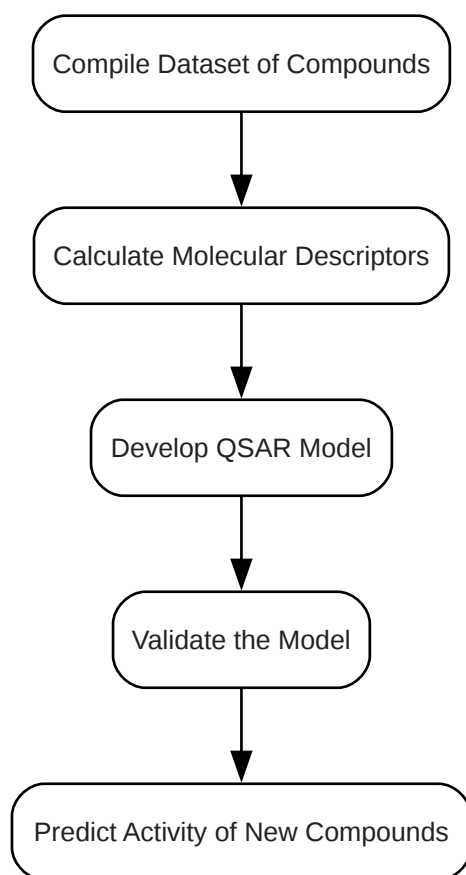 Compile Dataset of Compounds
Calculate Molecular Descriptors
Develop QSAR Model
Validate the Model
Predict Activity of New Compounds